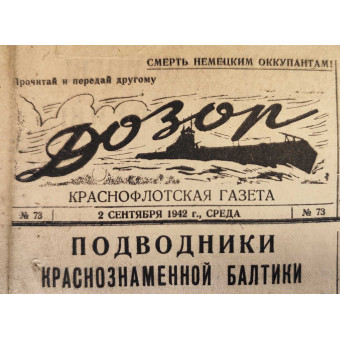 СМЕРТЬ НЕМЕЦКИМ ОККУПАНТАМ!
Прочитай и передай другому
Дозор
КРАСНОФЛОТСКАЯ ГАЗЕТА
№ 73 2 СЕНТЯБРЯ 1942 г., СРЕДА № 73
ПОДВОДНИКИ
КРАСНОЗНАМЕННОЙ БАЛТИКИ